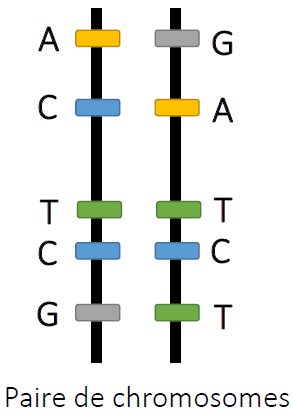 A G
C A
T T
C C
G T
Paire de chromosomes